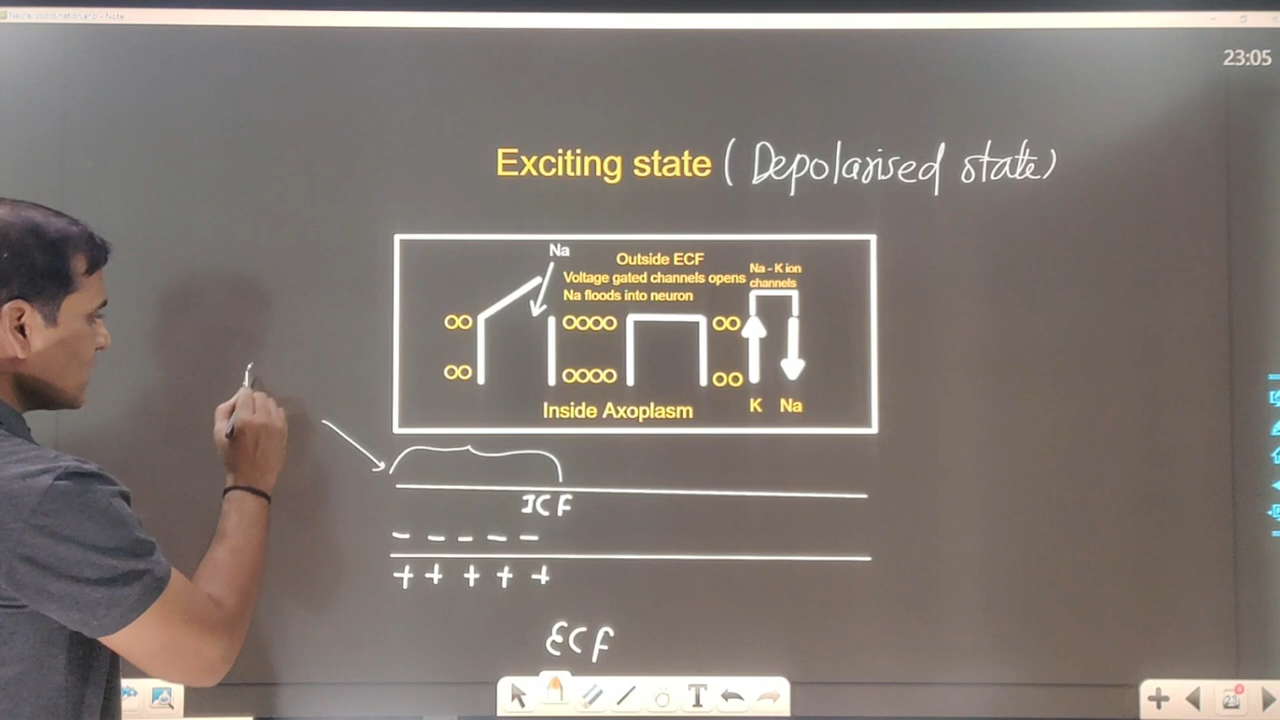 23:05
Exciting state (Depolarised state)
Na
Outside ECF
Voltage gated channels opens
Na floods into neuron
Na - K ion
channels
OO OOOO OO
OO OOOO OO
Inside Axoplasm
K Na
ICF
- - - - -
+ + + + +
ECF
T
23